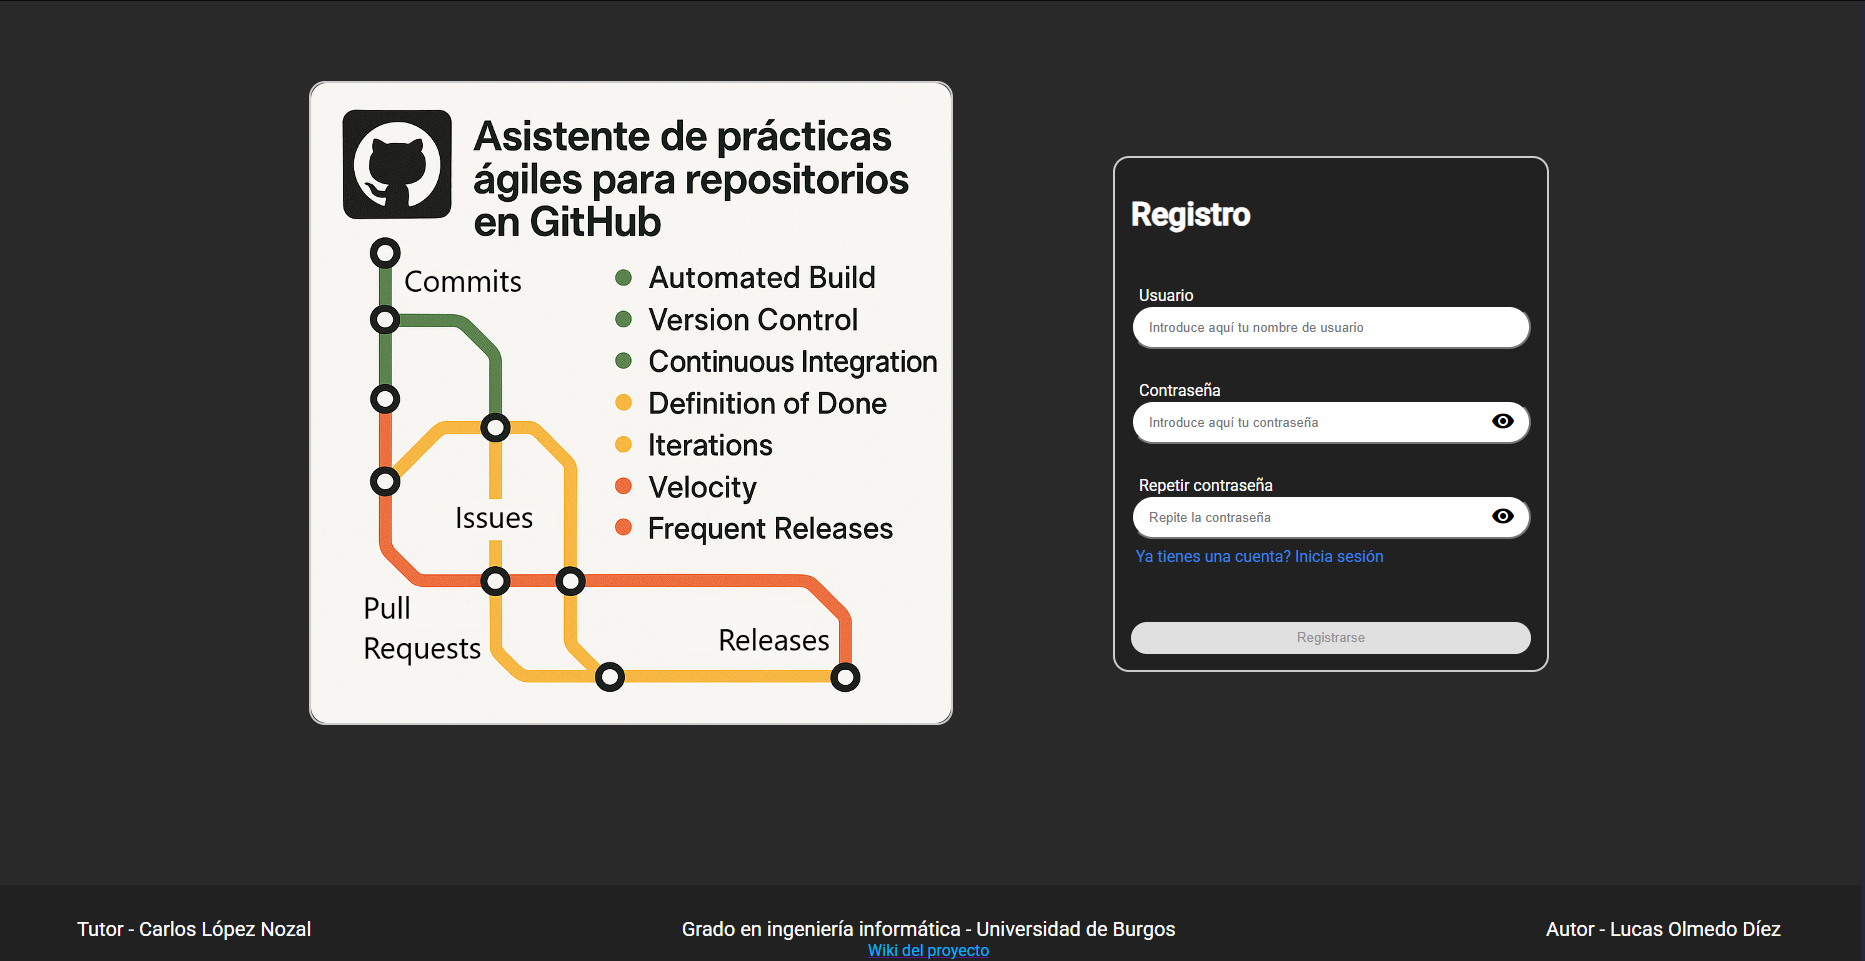 Asistente de prácticas
ágiles para repositorios
en GitHub
Commits
Automated Build
Version Control
Continuous Integration
Definition of Done
Iterations
Velocity
Frequent Releases
Issues
Pull
Requests
Releases
Registro
Usuario
Introduce aquí tu nombre de usuario
Contraseña
Introduce aquí tu contraseña
Repetir contraseña
Repite la contraseña
Ya tienes una cuenta? Inicia sesión
Registrarse
Tutor - Carlos López Nozal
Grado en ingeniería informática - Universidad de Burgos
Wiki del proyecto
Autor - Lucas Olmedo Díez